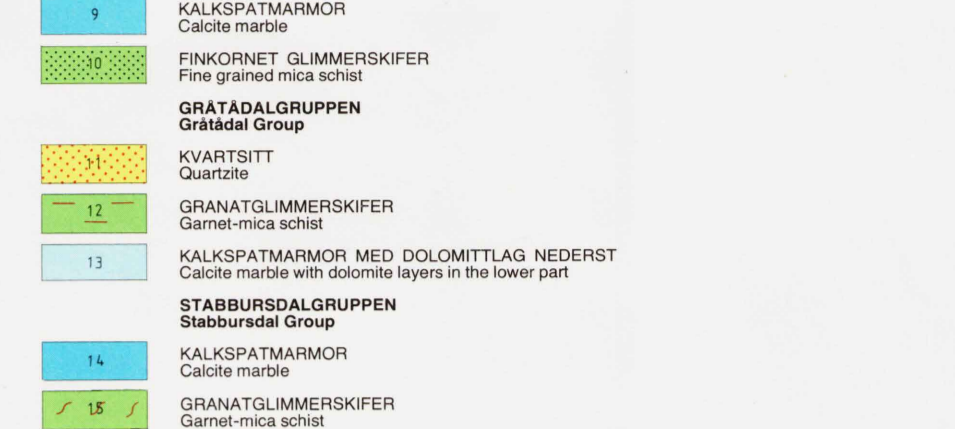 9
KALKSPATMARMOR
Calcite marble
10
FINKORNET GLIMMERSKIFER
Fine grained mica schist
GRÅTÅDALGRUPPEN
Gråtådal Group
11
KVARTSITT
Quartzite
12
GRANATGLIMMERSKIFER
Garnet-mica schist
13
KALKSPATMARMOR MED DOLOMITTLAG NEDERST
Calcite marble with dolomite layers in the lower part
STABBURSDALGRUPPEN
Stabbursdal Group
14
KALKSPATMARMOR
Calcite marble
15
GRANATGLIMMERSKIFER
Garnet-mica schist